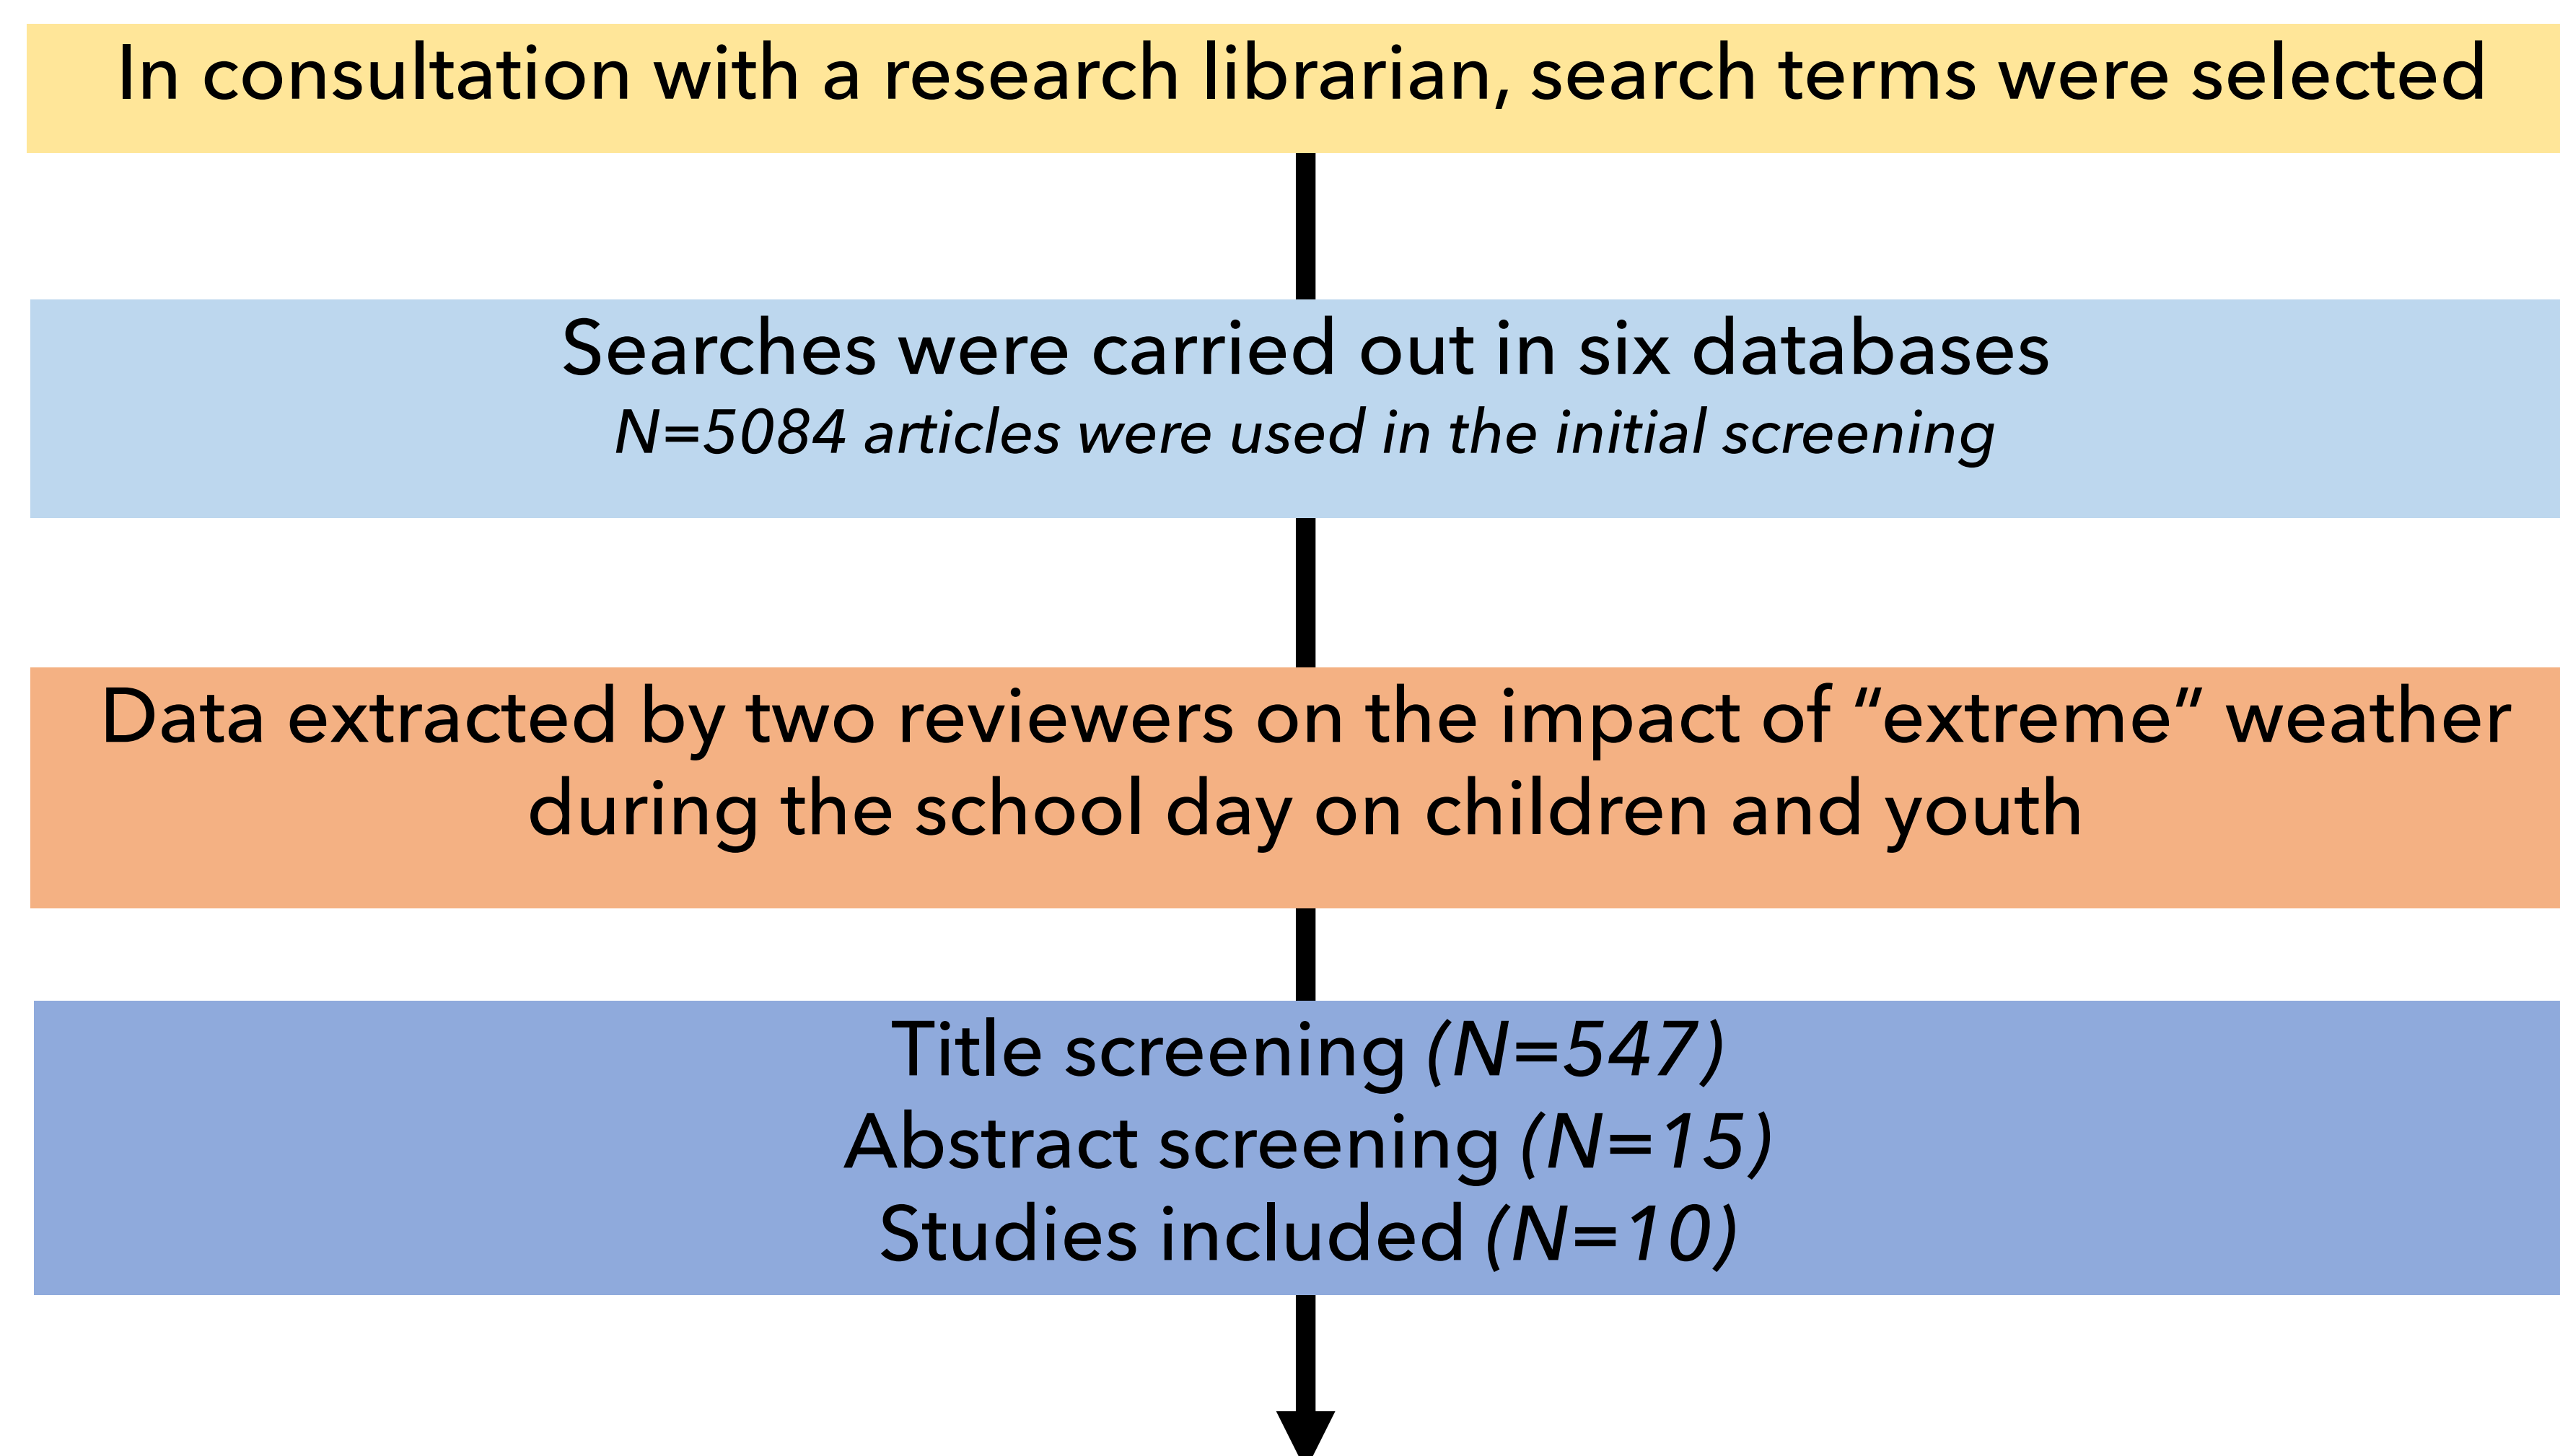 In consultation with a research librarian, search terms were selected
Searches were carried out in six databases
N=5084 articles were used in the initial screening
Data extracted by two reviewers on the impact of “extreme” weather
during the school day on children and youth
Title screening (N=547)
Abstract screening (N=15)
Studies included (N=10)